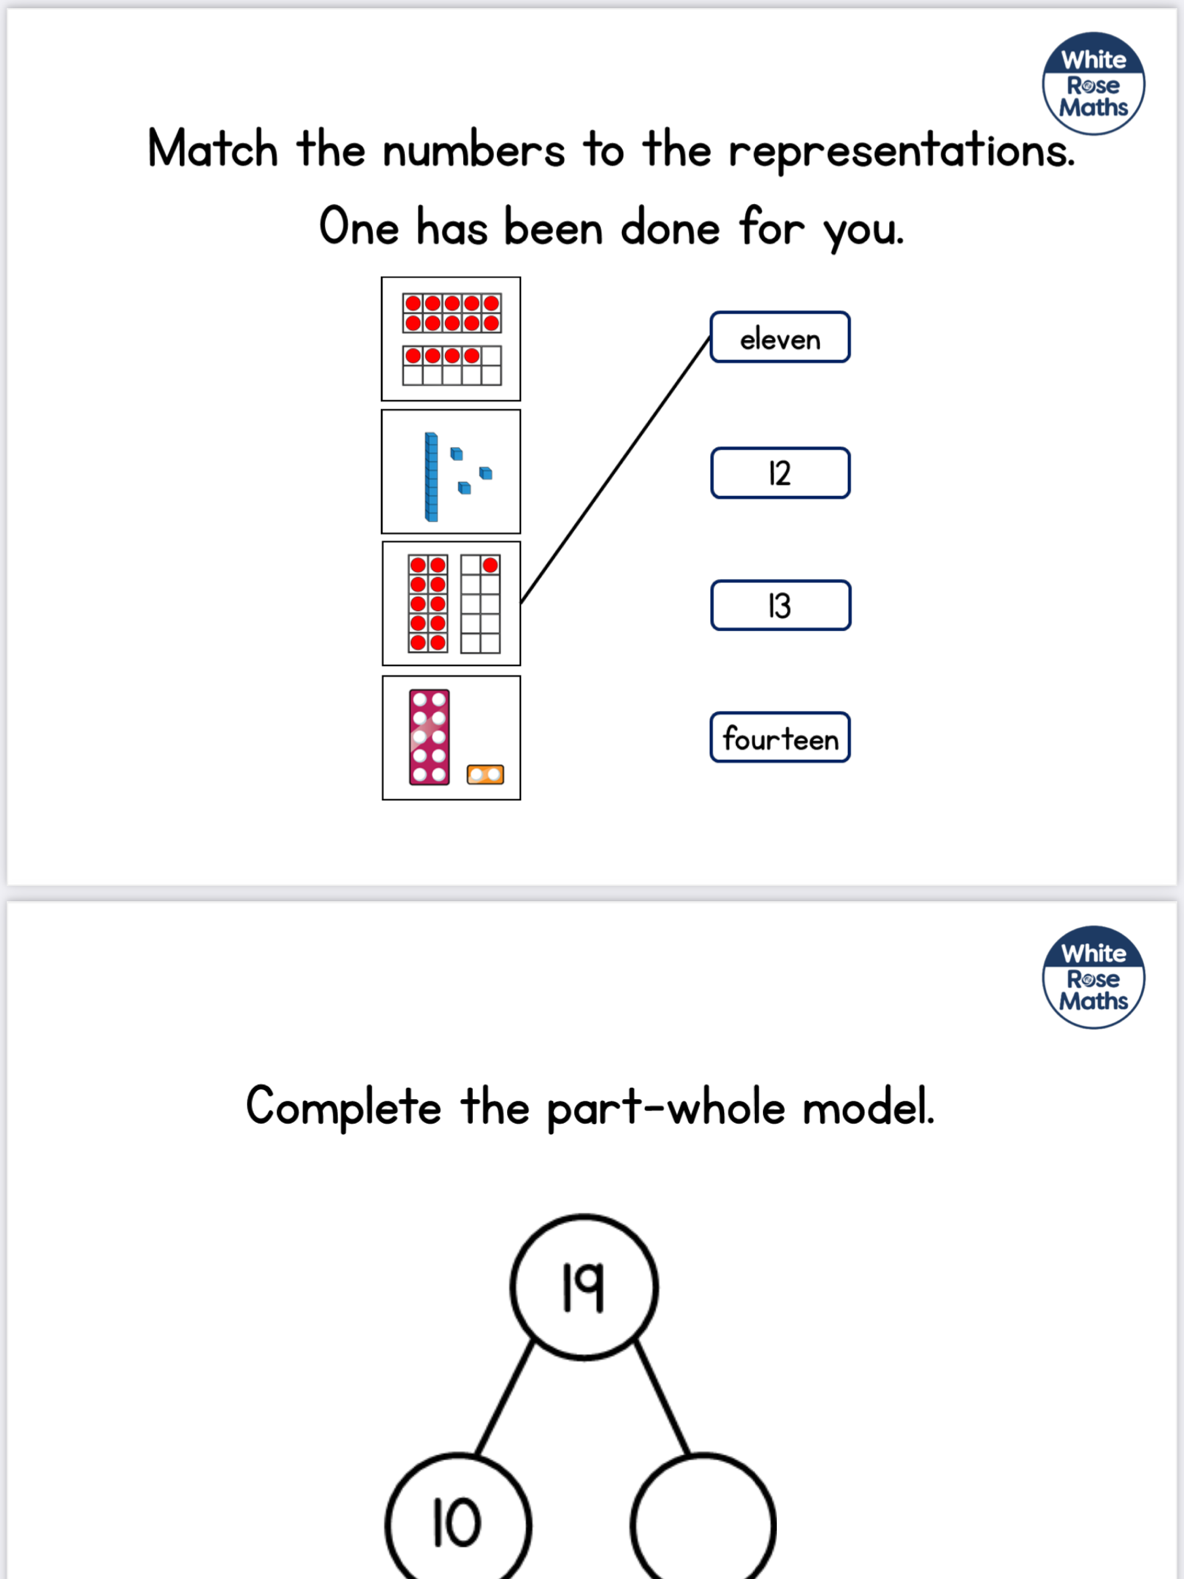 White
Rose
Maths
Match the numbers to the representations.
One has been done for you.
eleven
12
13
fourteen
White
Rose
Maths
Complete the part-whole model.
19
10